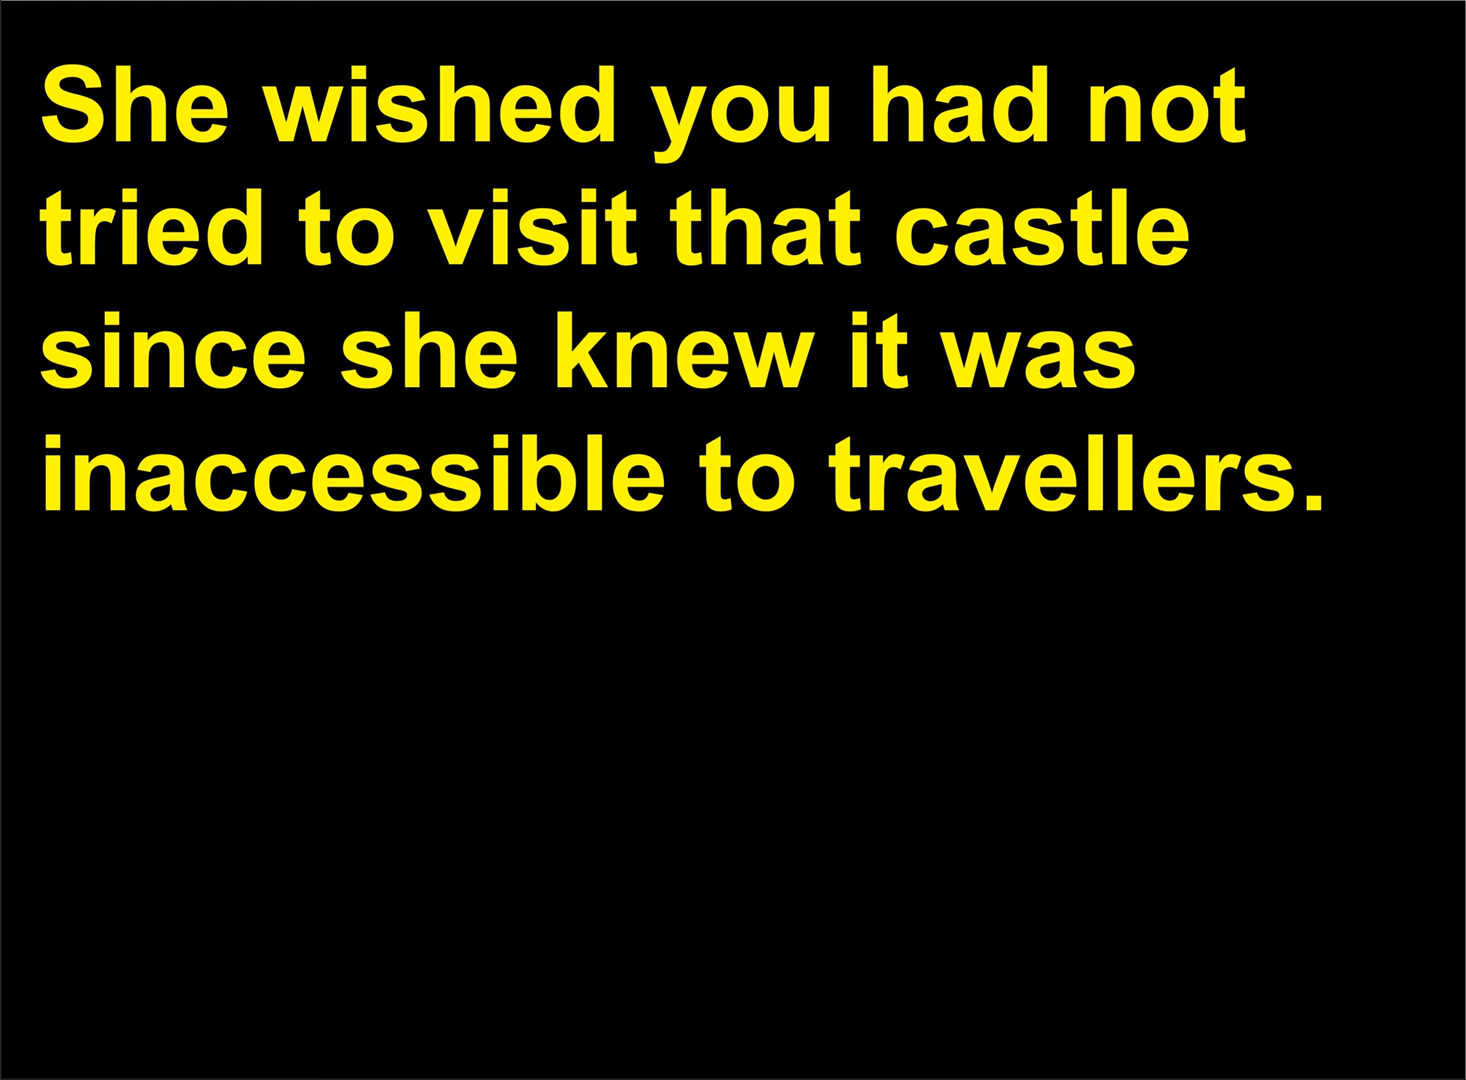 She wished you had not
tried to visit that castle
since she knew it was
inaccessible to travellers.